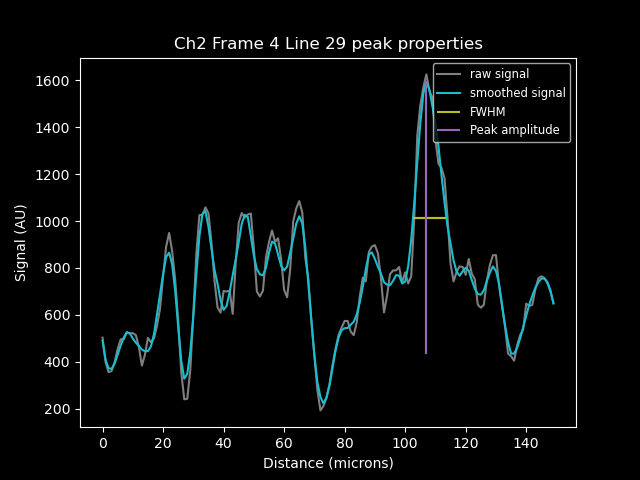 Ch2 Frame 4 Line 29 peak properties
raw signal
smoothed signal
FWHM
Peak amplitude
1600
1400
1200
1000
800
600
400
200
Signal (AU)
0 20 40 60 80 100 120 140
Distance (microns)